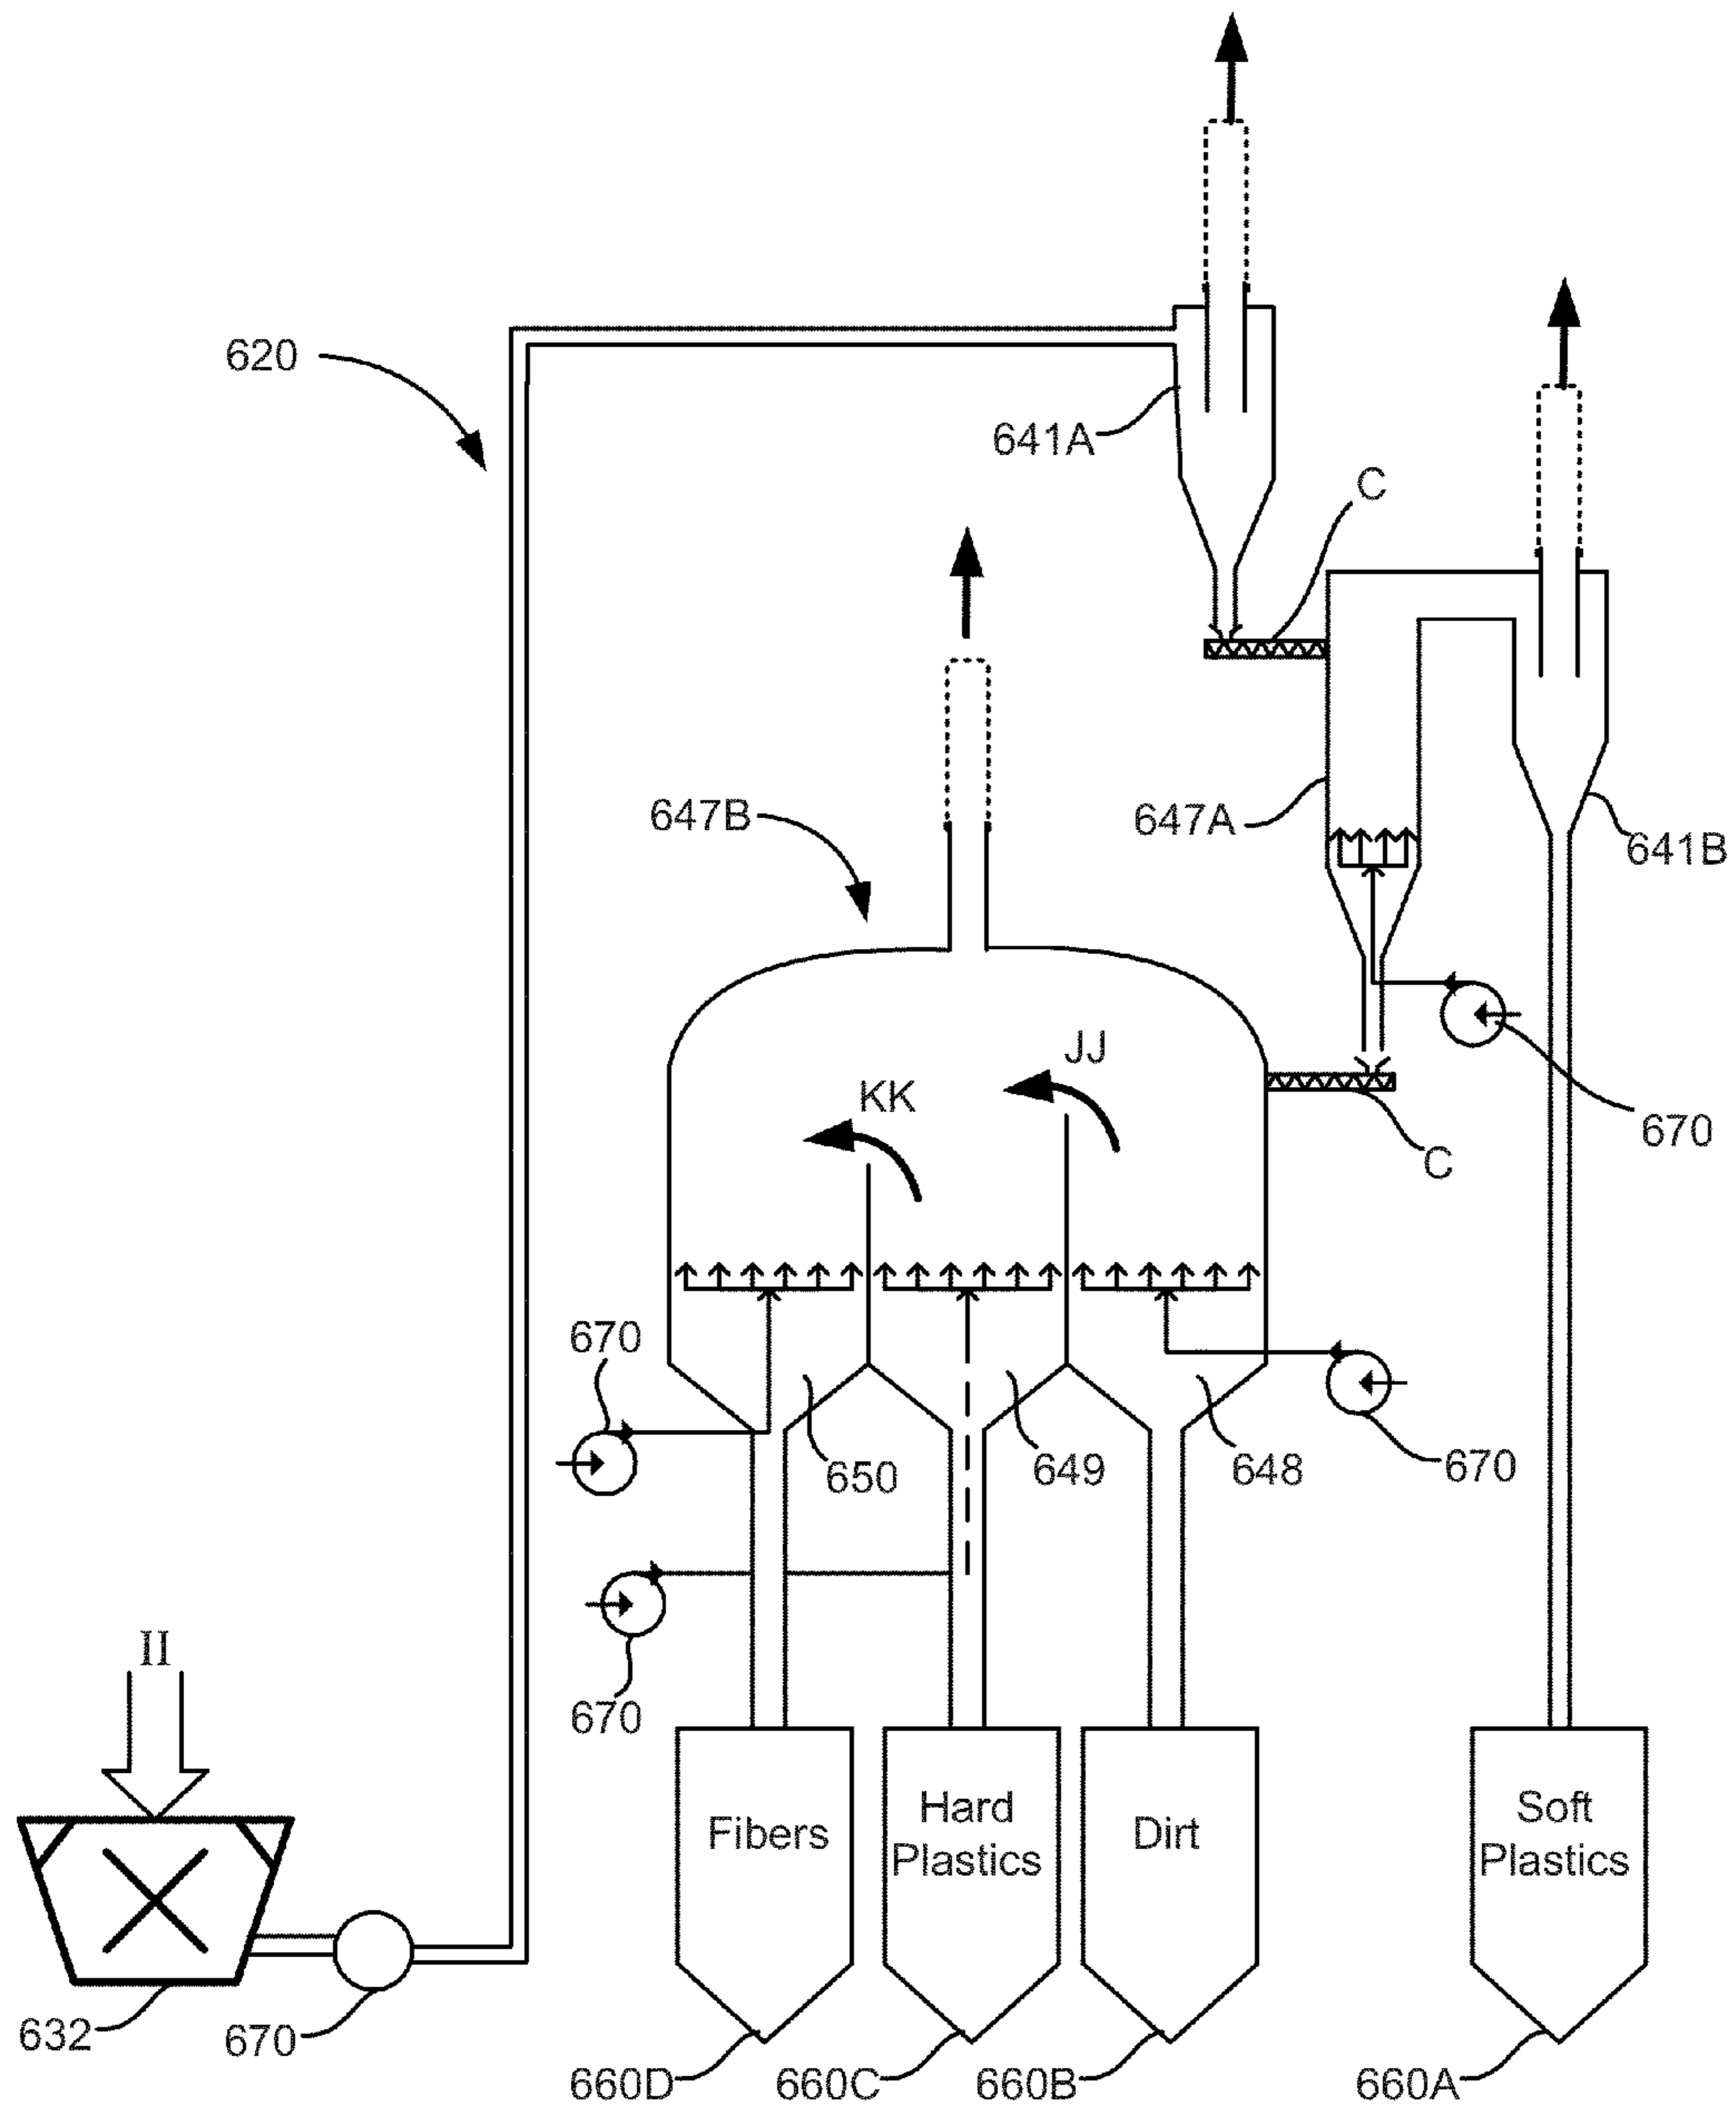 620
641A
C
647B
647A
641B
JJ
KK
670
C
670
650
649
648
670
670
II
Fibers
Hard
Plastics
Dirt
Soft
Plastics
632
670
660D
660C
660B
660A